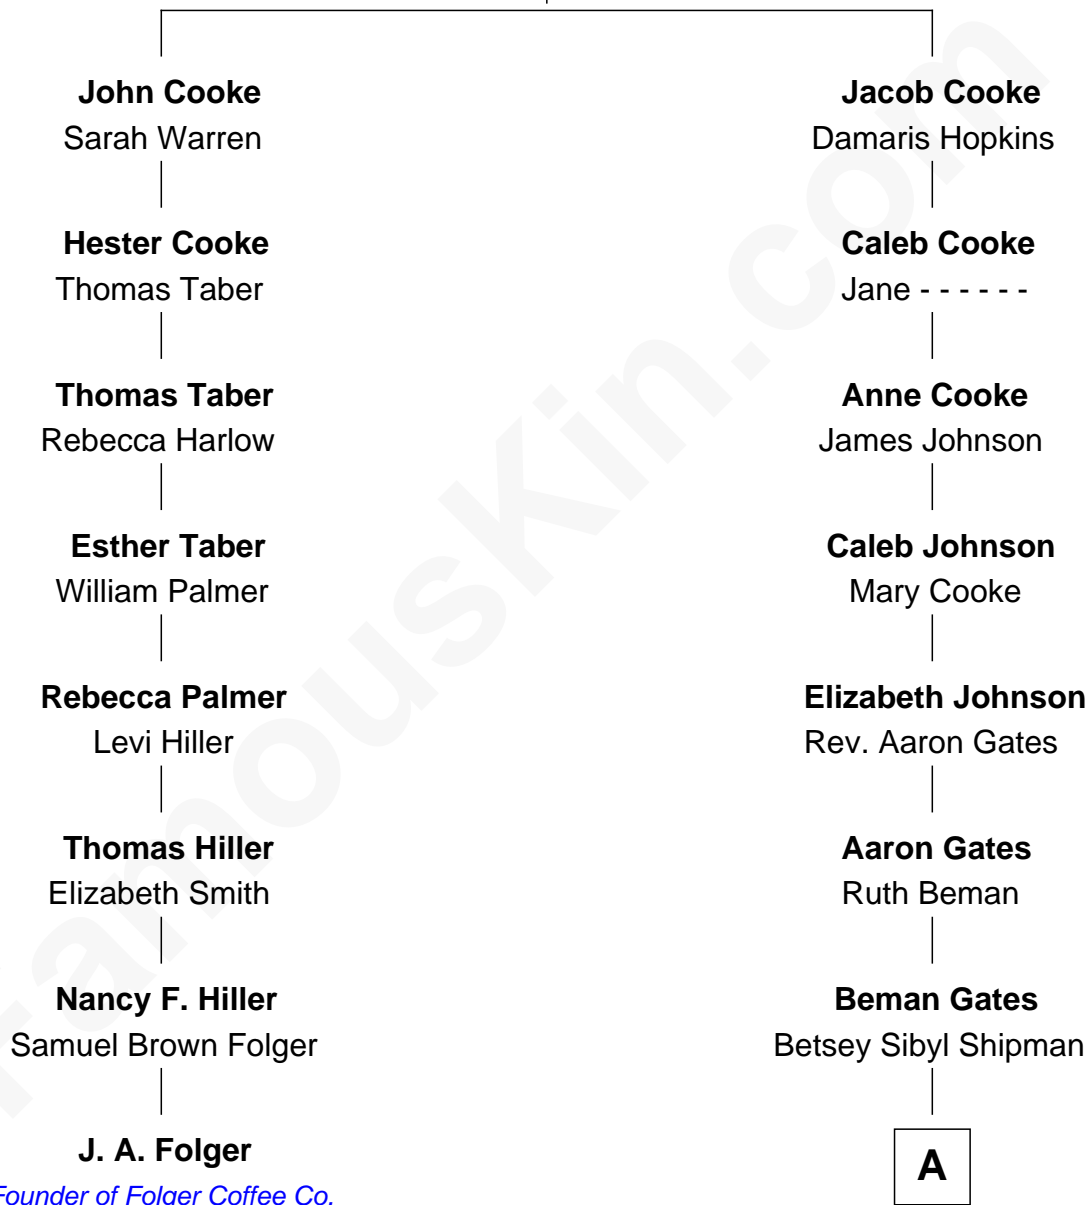 John Cooke
Sarah Warren
Hester Cooke
Thomas Taber
Thomas Taber
Rebecca Harlow
Esther Taber
William Palmer
Rebecca Palmer
Levi Hiller
Thomas Hiller
Elizabeth Smith
Nancy F. Hiller
Samuel Brown Folger
J. A. Folger
Founder of Folger Coffee Co.
Jacob Cooke
Damaris Hopkins
Caleb Cooke
Jane - - - - - -
Anne Cooke
James Johnson
Caleb Johnson
Mary Cooke
Elizabeth Johnson
Rev. Aaron Gates
Aaron Gates
Ruth Beman
Beman Gates
Betsey Sibyl Shipman
A
FamousKin.com